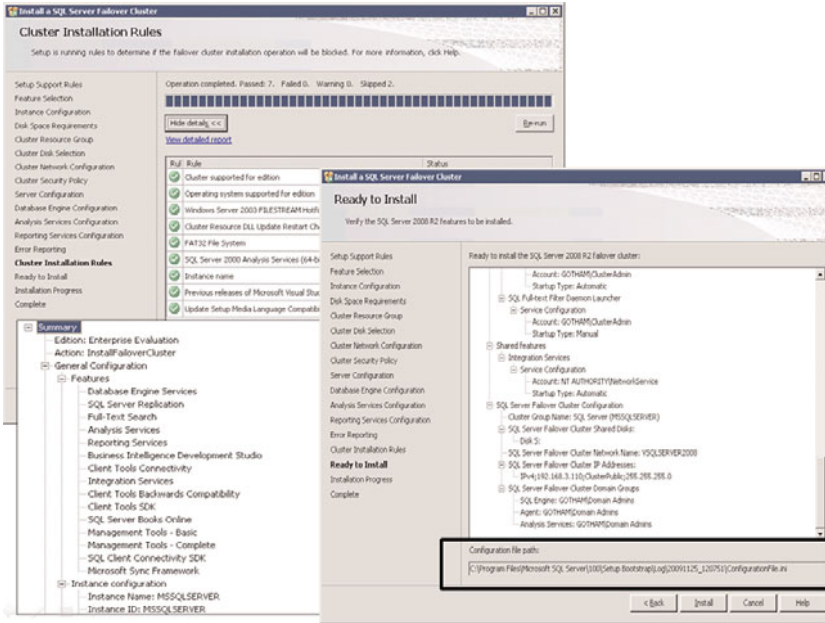 Install a SQL Server Failover Cluster
Cluster Installation Rules
Setup is running rules to determine if the failover cluster installation operation will be blocked. For more information, click Help.
Setup Support Rules
Feature Selection
Instance Configuration
Disk Space Requirements
Cluster Resource Group
Cluster Disk Selection
Cluster Network Configuration
Cluster Security Policy
Server Configuration
Database Engine Configuration
Analysis Services Configuration
Reporting Services Configuration
Error Reporting
Cluster Installation Rules
Ready to Install
Installation Progress
Complete
Operation completed. Passed: 7. Failed 0. Warning 0. Skipped 2.
Hide details <<
Re-run
View detailed report
Rul Rule Status
Cluster supported for edition
Operating system supported for edition
Windows Server 2003 FILESTREAM Hotfi
Cluster Resource DLL Update Restart Ch
FAT32 File System
SQL Server 2000 Analysis Services (64-b
Instance name
Previous releases of Microsoft Visual Stud
Update Setup Media Language Compatibi
Summary
Edition: Enterprise Evaluation
Action: InstallFailoverCluster
General Configuration
Features
Database Engine Services
SQL Server Replication
Full-Text Search
Analysis Services
Reporting Services
Business Intelligence Development Studio
Client Tools Connectivity
Integration Services
Client Tools Backwards Compatibility
Client Tools SDK
SQL Server Books Online
Management Tools - Basic
Management Tools - Complete
SQL Client Connectivity SDK
Microsoft Sync Framework
Instance configuration
Instance Name: MSSQLSERVER
Instance ID: MSSQLSERVER
Install a SQL Server Failover Cluster
Ready to Install
Verify the SQL Server 2008 R2 features to be installed.
Setup Support Rules
Feature Selection
Instance Configuration
Disk Space Requirements
Cluster Resource Group
Cluster Disk Selection
Cluster Network Configuration
Cluster Security Policy
Server Configuration
Database Engine Configuration
Analysis Services Configuration
Reporting Services Configuration
Error Reporting
Cluster Installation Rules
Ready to Install
Installation Progress
Complete
Ready to install the SQL Server 2008 R2 failover cluster:
Account: GOTHAM\ClusterAdmin
Startup Type: Automatic
SQL Full-text Filter Daemon Launcher
Service Configuration
Account: GOTHAM\ClusterAdmin
Startup Type: Manual
Shared features
Integration Services
Service Configuration
Account: NT AUTHORITY\NetworkService
Startup Type: Automatic
SQL Server Failover Cluster Configuration
Cluster Group Name: SQL Server (MSSQLSERVER)
SQL Server Failover Cluster Shared Disks:
Disk S:
SQL Server Failover Cluster Network Name: VSQLSERVER2008
SQL Server Failover Cluster IP Addresses:
IPv4;192.168.3.110;ClusterPublic;255.255.255.0
SQL Server Failover Cluster Domain Groups
SQL Engine: GOTHAM\Domain Admins
Agent: GOTHAM\Domain Admins
Analysis Services: GOTHAM\Domain Admins
Configuration file path:
C:\Program Files\Microsoft SQL Server\100\Setup Bootstrap\Log\20091125_120751\ConfigurationFile.ini
< Back
Install
Cancel
Help